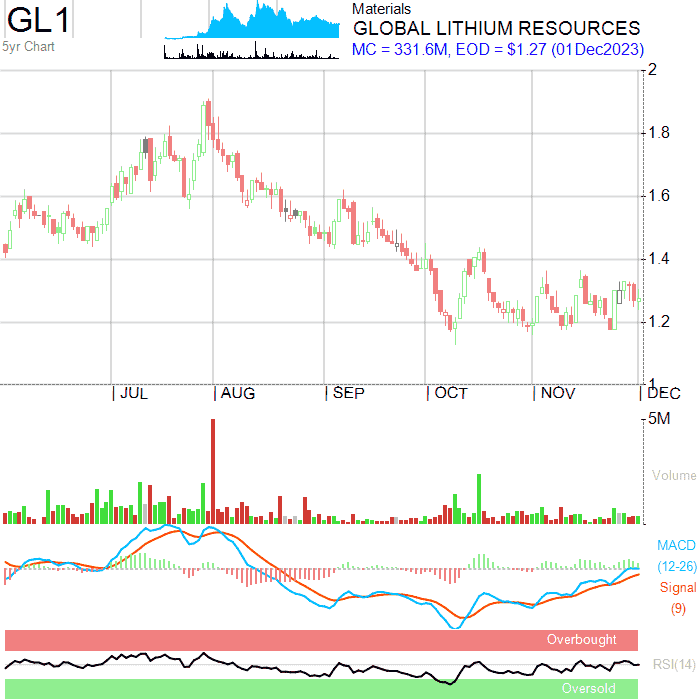 GL1
5yr Chart
Materials
GLOBAL LITHIUM RESOURCES
MC = 331.6M, EOD = $1.27 (01Dec2023)
2
1.8
1.6
1.4
1.2
1
JUL AUG SEP OCT NOV DEC
5M
Volume
MACD
(12-26)
Signal
(9)
Overbought
RSI(14)
Oversold